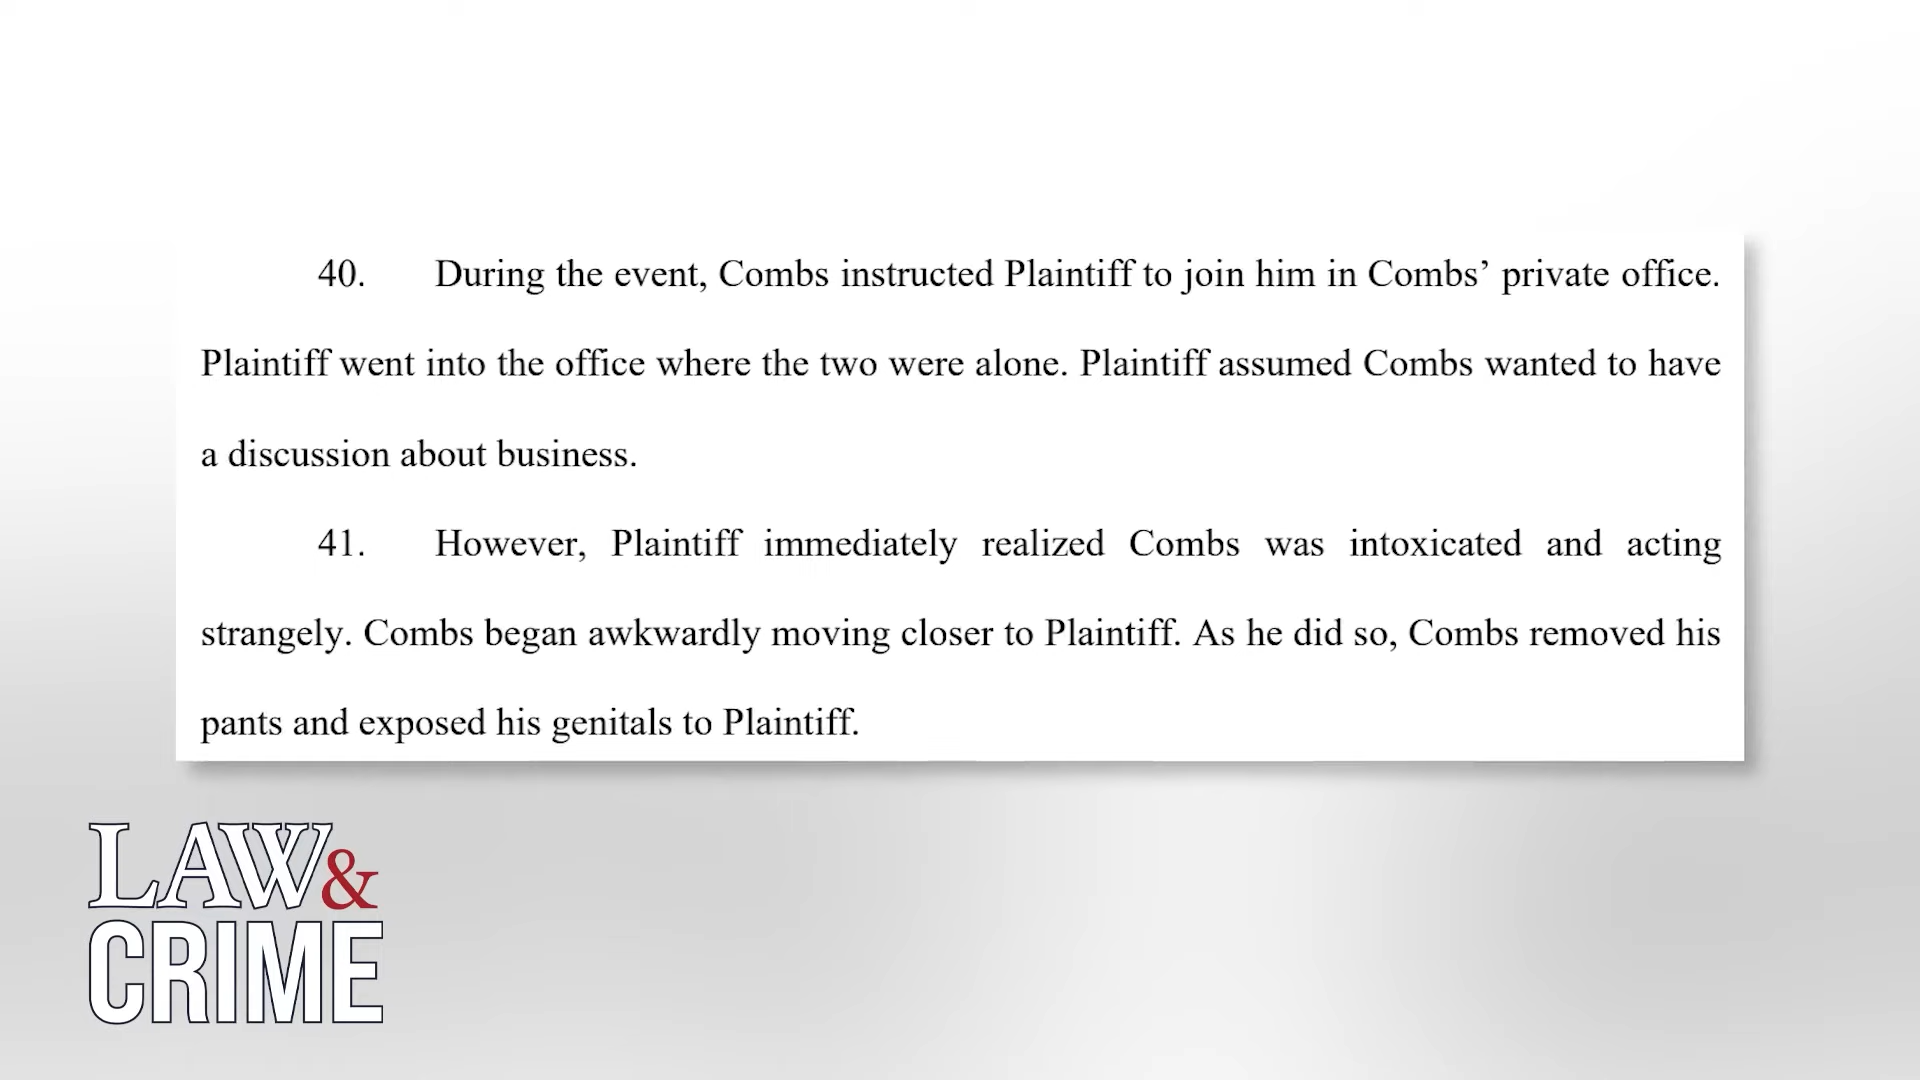 40. During the event, Combs instructed Plaintiff to join him in Combs’ private office.
Plaintiff went into the office where the two were alone. Plaintiff assumed Combs wanted to have
a discussion about business.
41. However, Plaintiff immediately realized Combs was intoxicated and acting
strangely. Combs began awkwardly moving closer to Plaintiff. As he did so, Combs removed his
pants and exposed his genitals to Plaintiff.
LAW&
CRIME